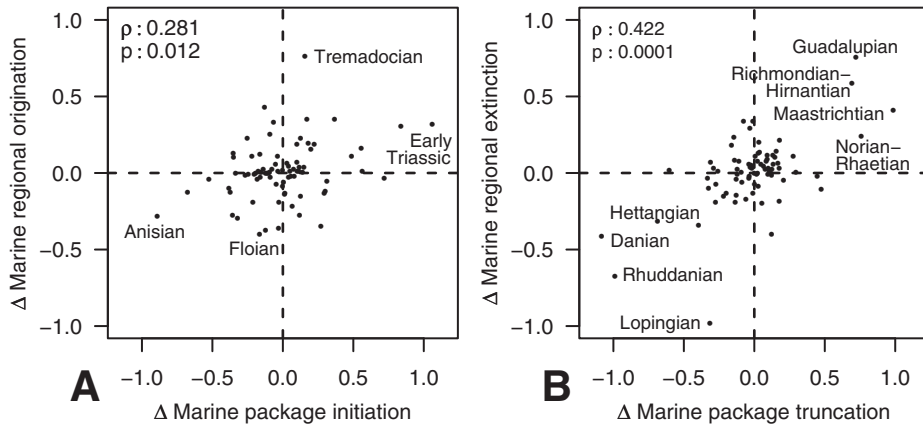 ρ : 0.281
p : 0.012
Tremadocian
Early
Triassic
Anisian
Floian
1.0
0.5
0.0
−0.5
−1.0
Δ Marine regional origination
−1.0 −0.5 0.0 0.5 1.0
Δ Marine package initiation
A
ρ : 0.422
p : 0.0001
Guadalupian
Richmondian−
Hirnantian
Maastrichtian
Norian−
Rhaetian
Hettangian
Danian
Rhuddanian
Lopingian
1.0
0.5
0.0
−0.5
−1.0
Δ Marine regional extinction
−1.0 −0.5 0.0 0.5 1.0
Δ Marine package truncation
B